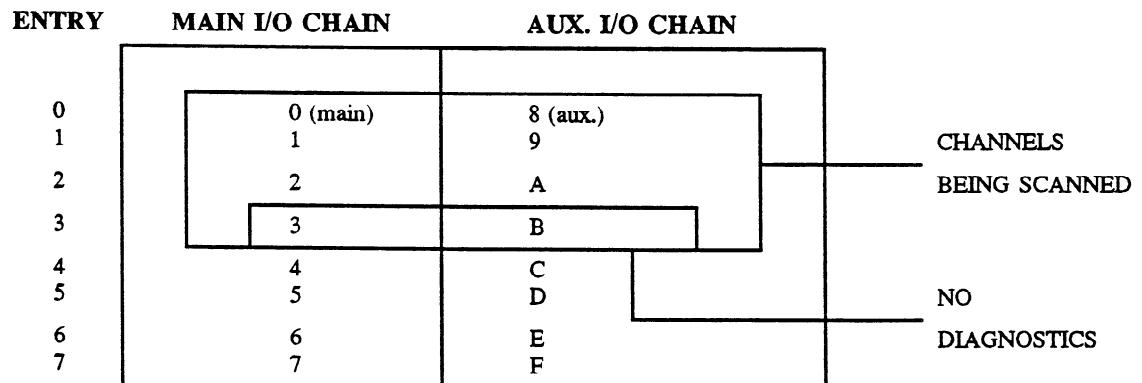 ENTRY MAIN I/O CHAIN AUX. I/O CHAIN
0 0 (main) 8 (aux.)
1 1 9 CHANNELS
2 2 A BEING SCANNED
3 3 B
4 4 C
5 5 D NO
6 6 E DIAGNOSTICS
7 7 F